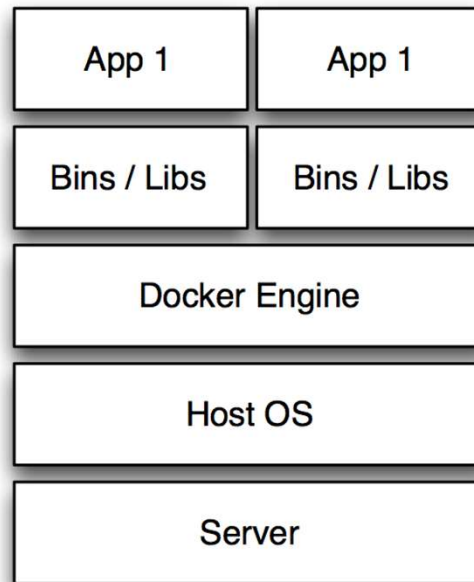 App 1
App 1
Bins / Libs
Bins / Libs
Docker Engine
Host OS
Server